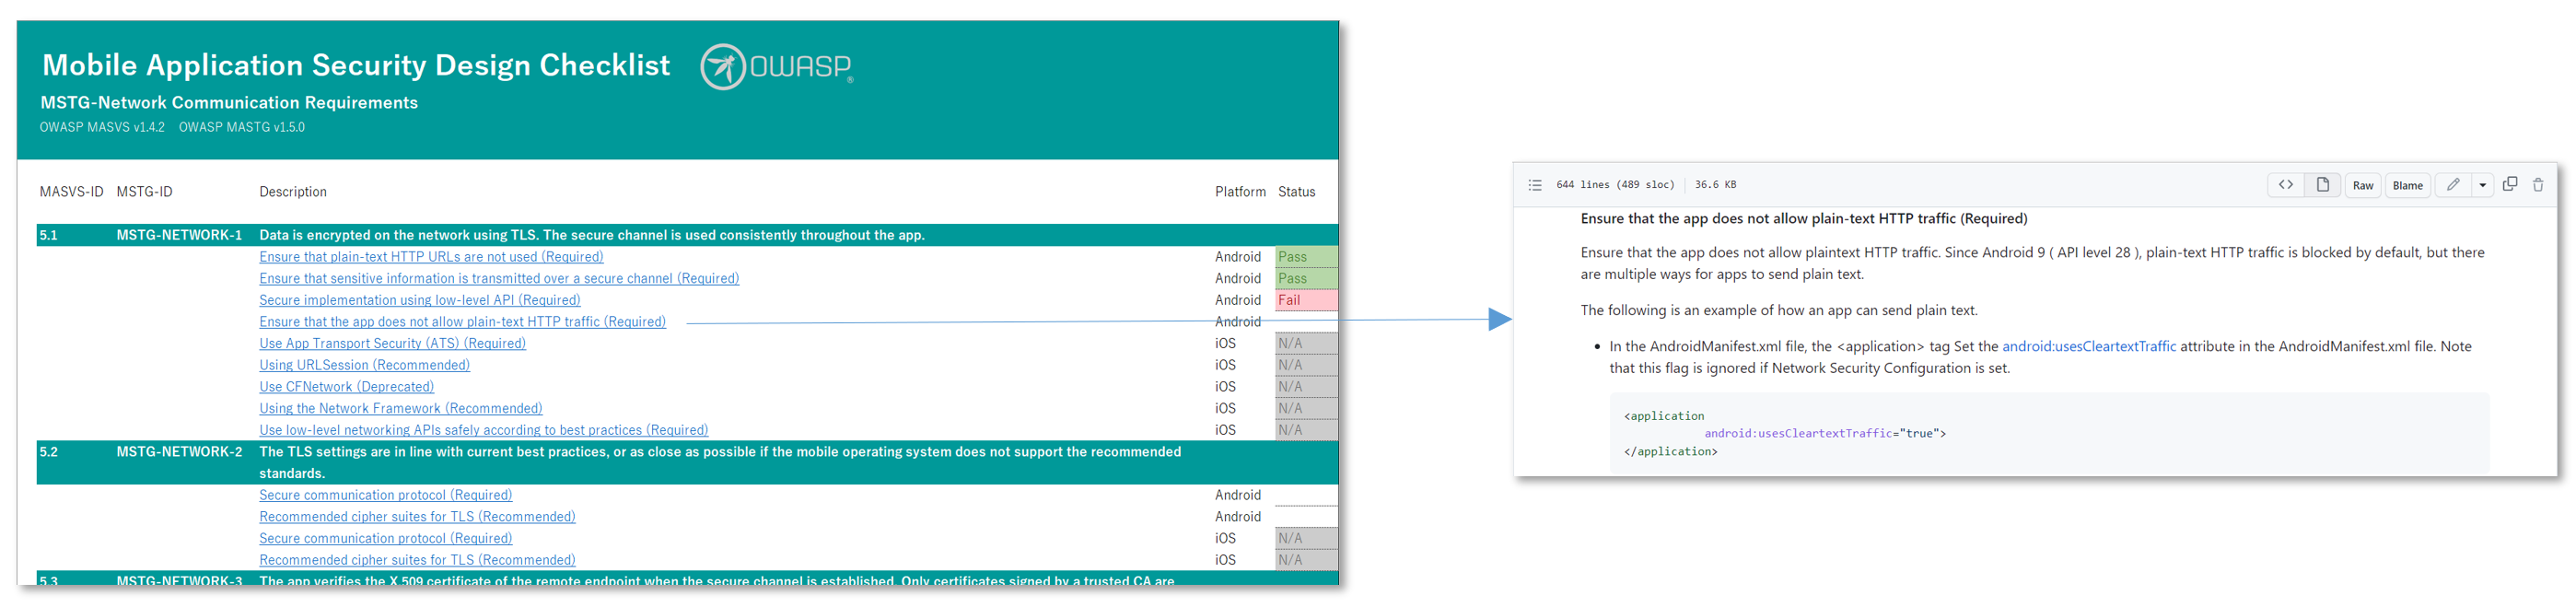 Mobile Application Security Design Checklist
OWASP®
MSTG-Network Communication Requirements
OWASP MASVS v1.4.2 OWASP MASTG v1.5.0
MASVS-ID MSTG-ID Description Platform Status
5.1 MSTG-NETWORK-1 Data is encrypted on the network using TLS. The secure channel is used consistently throughout the app.
Ensure that plain-text HTTP URLs are not used (Required) Android Pass
Ensure that sensitive information is transmitted over a secure channel (Required) Android Pass
Secure implementation using low-level API (Required) Android Fail
Ensure that the app does not allow plain-text HTTP traffic (Required) Android
Use App Transport Security (ATS) (Required) iOS N/A
Using URLSession (Recommended) iOS N/A
Use CFNetwork (Deprecated) iOS N/A
Using the Network Framework (Recommended) iOS N/A
Use low-level networking APIs safely according to best practices (Required) iOS N/A
5.2 MSTG-NETWORK-2 The TLS settings are in line with current best practices, or as close as possible if the mobile operating system does not support the recommended
standards.
Secure communication protocol (Required) Android
Recommended cipher suites for TLS (Recommended) Android
Secure communication protocol (Required) iOS N/A
Recommended cipher suites for TLS (Recommended) iOS N/A
5.3 MSTG-NETWORK-3 The app verifies the X.509 certificate of the remote endpoint when the secure channel is established. Only certificates signed by a trusted CA are
644 lines (489 sloc) 36.6 KB
<> Raw Blame
Ensure that the app does not allow plain-text HTTP traffic (Required)
Ensure that the app does not allow plaintext HTTP traffic. Since Android 9 ( API level 28 ), plain-text HTTP traffic is blocked by default, but there
are multiple ways for apps to send plain text.
The following is an example of how an app can send plain text.
• In the AndroidManifest.xml file, the <application> tag Set the android:usesCleartextTraffic attribute in the AndroidManifest.xml file. Note
that this flag is ignored if Network Security Configuration is set.
<application
android:usesCleartextTraffic="true">
</application>